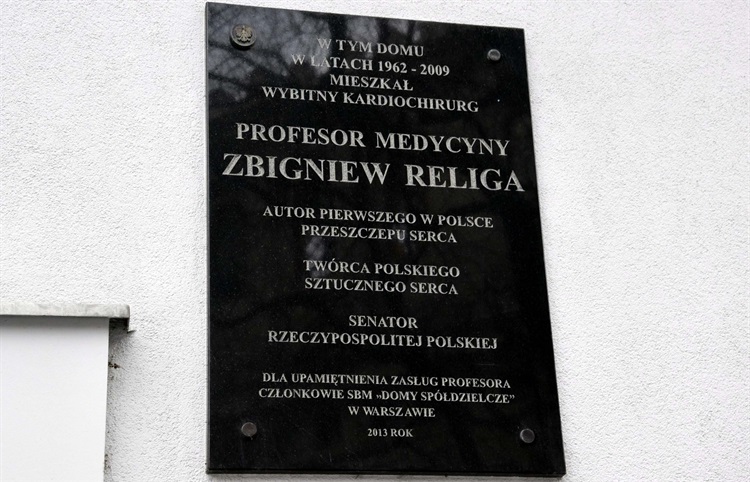 W TYM DOMU
W LATACH 1962 - 2009
MIESZKAŁ
WYBITNY KARDIOCHIRURG
PROFESOR MEDYCYNY
ZBIGNIEW RELIGA
AUTOR PIERWSZEGO W POLSCE
PRZESZCZEPU SERCA
TWÓRCA POLSKIEGO
SZTUCZNEGO SERCA
SENATOR
RZECZYPOSPOLITEJ POLSKIEJ
DLA UPAMIĘTNIENIA ZASŁUG PROFESORA
CZŁONKOWIE SBM „DOMY SPÓŁDZIELCZE”
W WARSZAWIE
2013 ROK